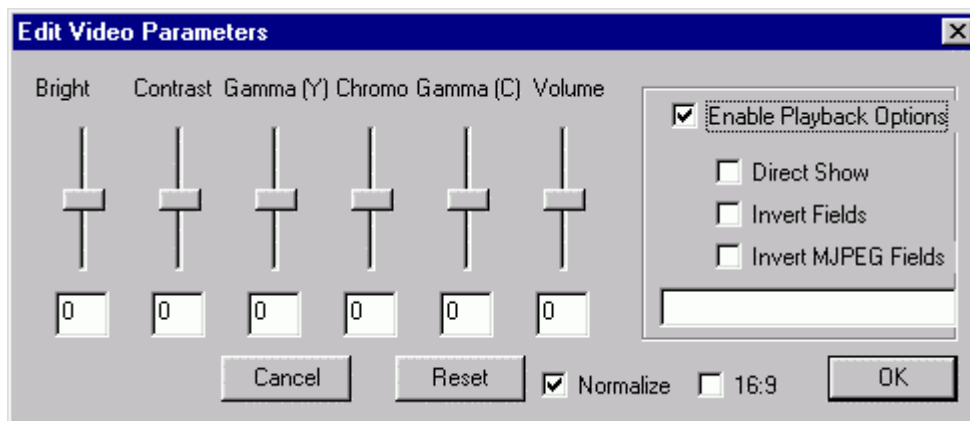 Edit Video Parameters
Bright Contrast Gamma (Y) Chromo Gamma (C) Volume
Enable Playback Options
Direct Show
Invert Fields
Invert MJPEG Fields
0 0 0 0 0 0
Cancel Reset Normalize 16:9 OK